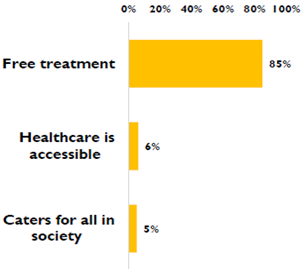 0% 20% 40% 60% 80% 100%
Free treatment 85%
Healthcare is
accessible 6%
Caters for all in
society 5%